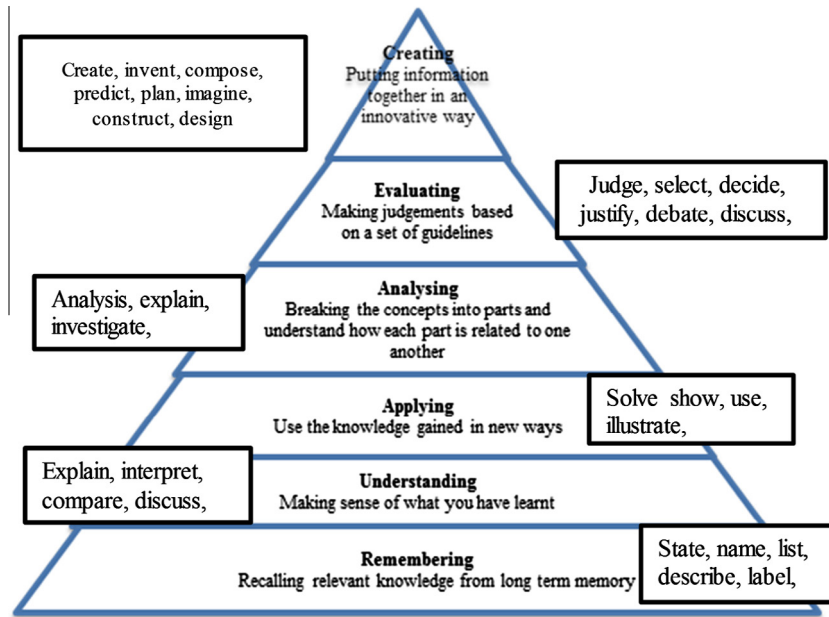 Creating
Putting information
together in an
innovative way
Create, invent, compose,
predict, plan, imagine,
construct, design
Evaluating
Making judgements based
on a set of guidelines
Judge, select, decide,
justify, debate, discuss,
Analysing
Breaking the concepts into parts and
understand how each part is related to one
another
Analysis, explain,
investigate,
Applying
Use the knowledge gained in new ways
Solve show, use,
illustrate,
Understanding
Making sense of what you have learnt
Explain, interpret,
compare, discuss,
Remembering
Recalling relevant knowledge from long term memory
State, name, list,
describe, label,